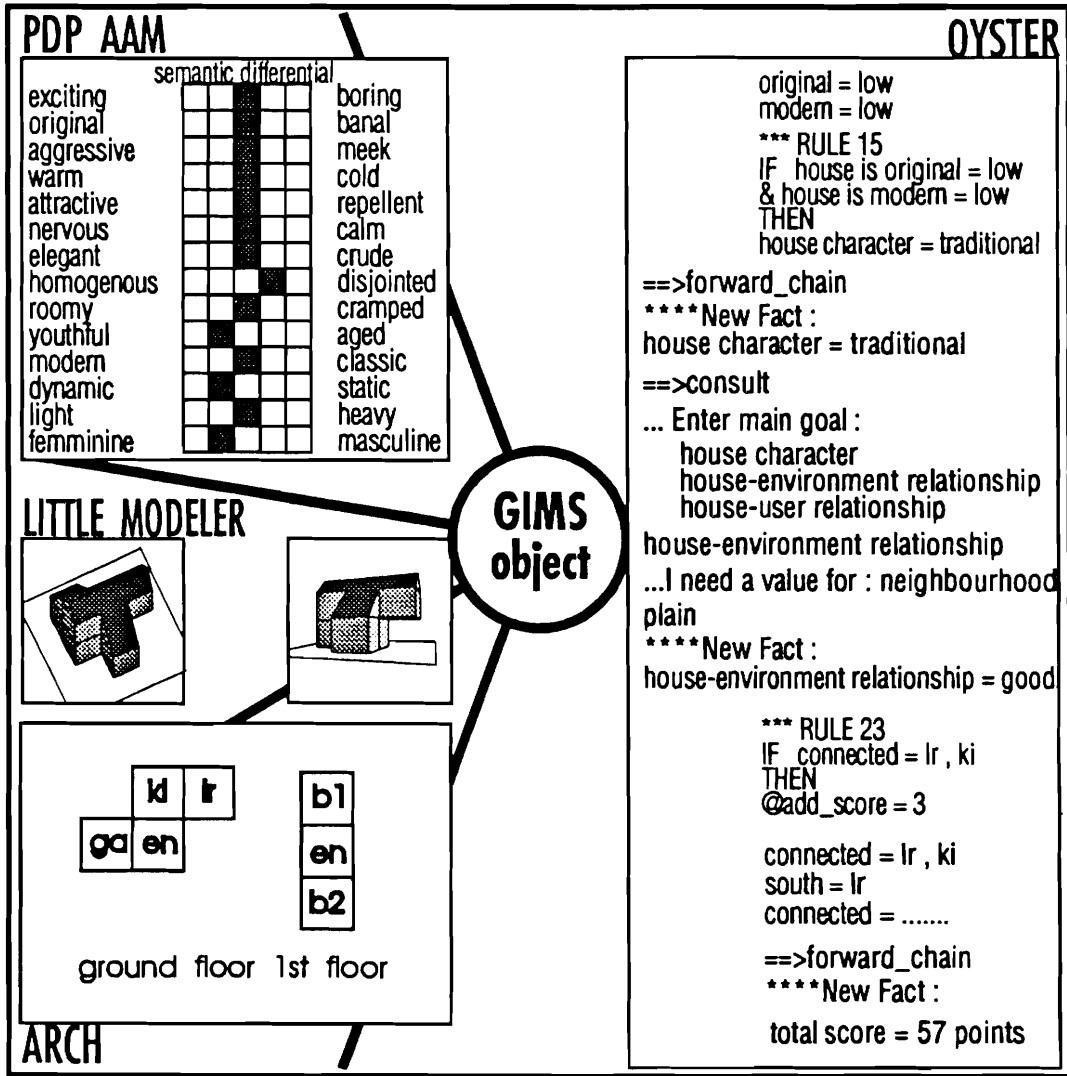 PDP AAM
semantic differential
exciting boring
original banal
aggressive meek
warm cold
attractive repellent
nervous calm
elegant crude
homogenous disjointed
roomy cramped
youthful aged
modern classic
dynamic static
light heavy
femminine masculine
LITTLE MODELER
GIMS
object
ki lr b1
ga en en
b2
ground floor 1st floor
ARCH
OYSTER
original = low
modern = low
*** RULE 15
IF house is original = low
& house is modern = low
THEN
house character = traditional
==>forward_chain
****New Fact :
house character = traditional
==>consult
... Enter main goal :
house character
house-environment relationship
house-user relationship
house-environment relationship
...I need a value for : neighbourhood
plain
****New Fact :
house-environment relationship = good
*** RULE 23
IF connected = lr , ki
THEN
@add_score = 3
connected = lr , ki
south = lr
connected = .......
==>forward_chain
****New Fact :
total score = 57 points